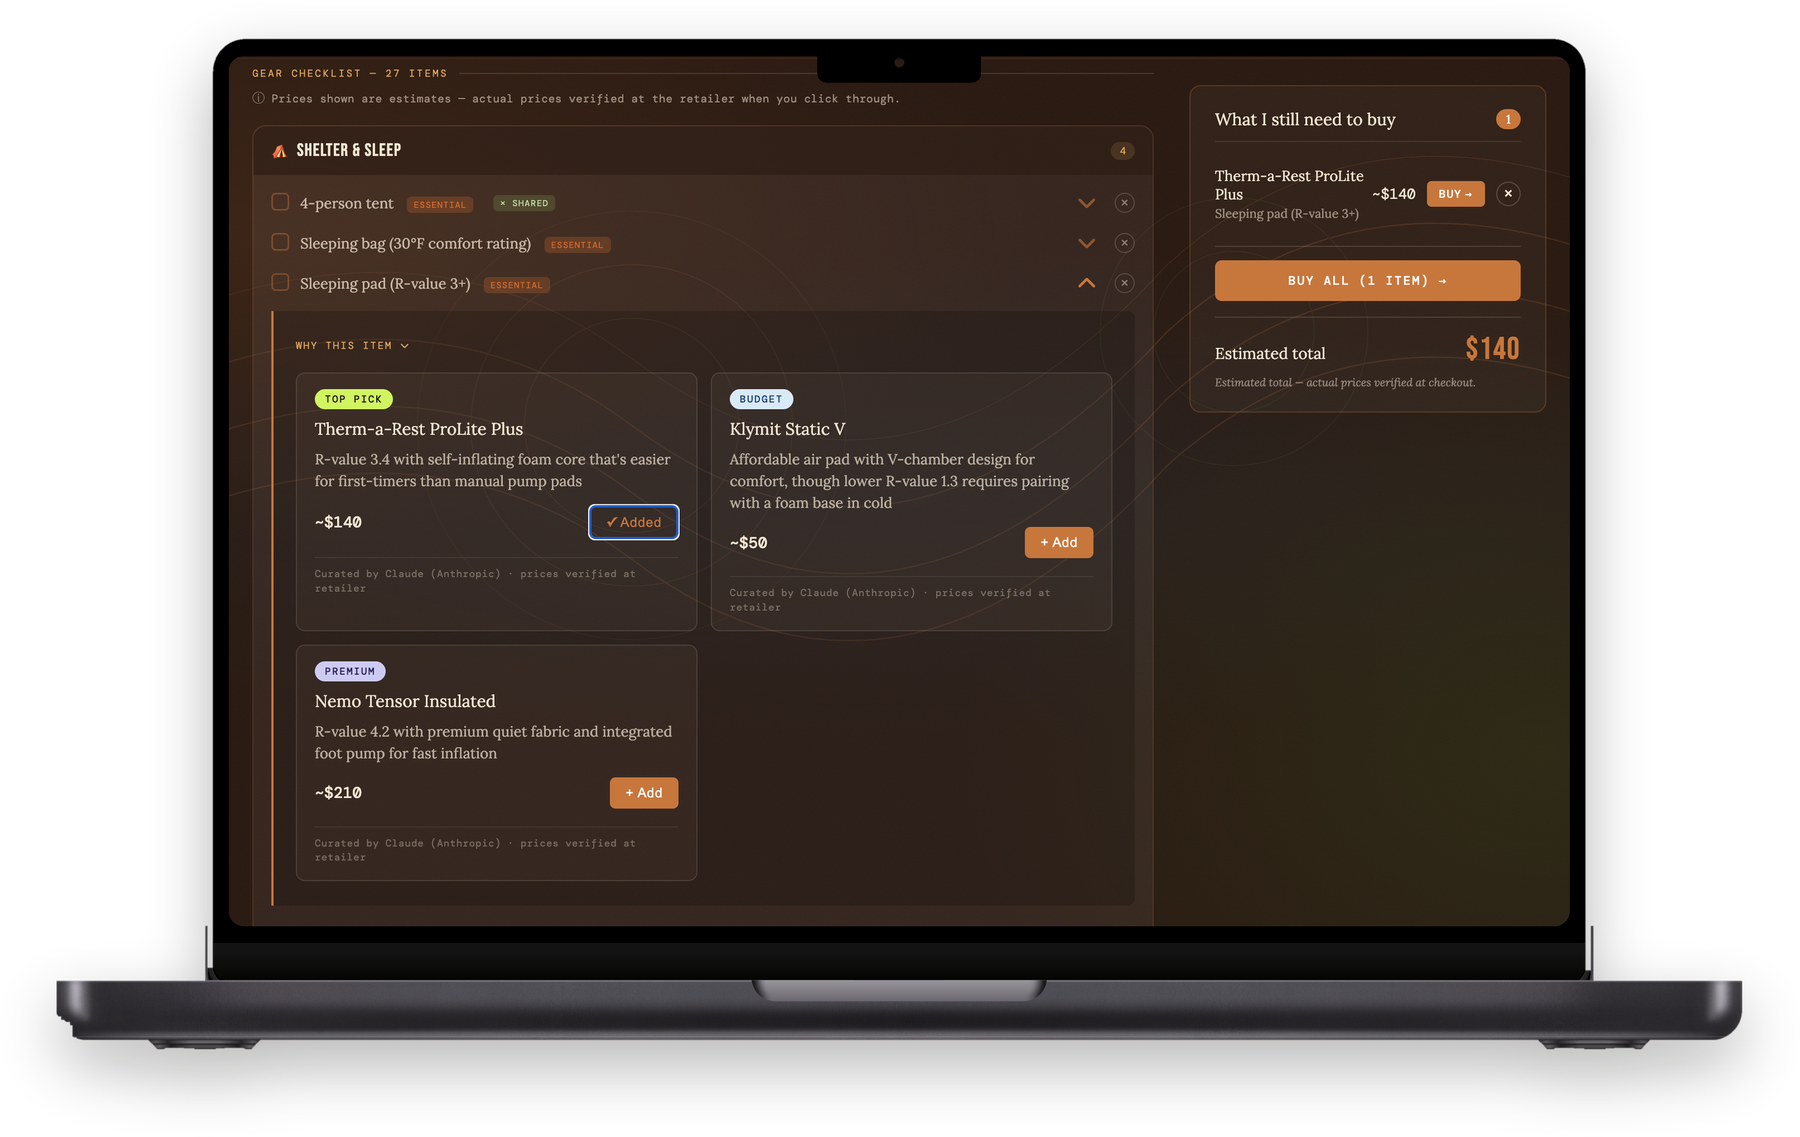 GEAR CHECKLIST — 27 ITEMS
ⓘ Prices shown are estimates — actual prices verified at the retailer when you click through.
SHELTER & SLEEP
4
4-person tent ESSENTIAL × SHARED
Sleeping bag (30°F comfort rating) ESSENTIAL
Sleeping pad (R-value 3+) ESSENTIAL
WHY THIS ITEM
TOP PICK
Therm-a-Rest ProLite Plus
R-value 3.4 with self-inflating foam core that's easier
for first-timers than manual pump pads
~$140
✓ Added
Curated by Claude (Anthropic) · prices verified at
retailer
BUDGET
Klymit Static V
Affordable air pad with V-chamber design for
comfort, though lower R-value 1.3 requires pairing
with a foam base in cold
~$50
+ Add
Curated by Claude (Anthropic) · prices verified at
retailer
PREMIUM
Nemo Tensor Insulated
R-value 4.2 with premium quiet fabric and integrated
foot pump for fast inflation
~$210
+ Add
Curated by Claude (Anthropic) · prices verified at
retailer
What I still need to buy
1
Therm-a-Rest ProLite
Plus
Sleeping pad (R-value 3+)
~$140
BUY →
×
BUY ALL (1 ITEM) →
Estimated total
$140
Estimated total — actual prices verified at checkout.